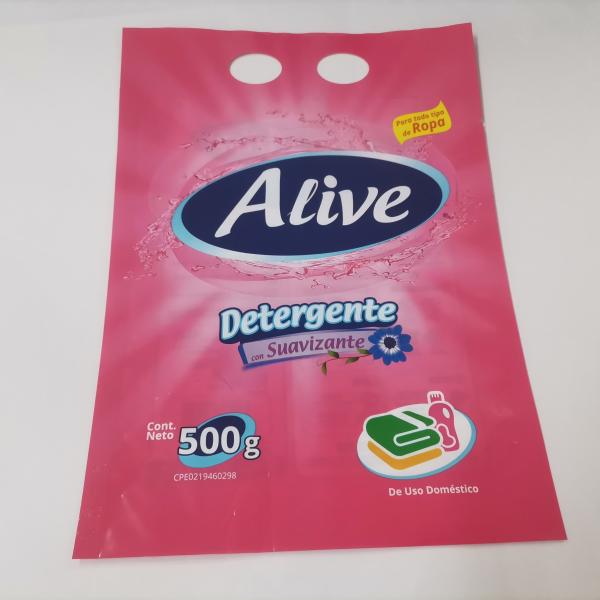 Para todo tipo
de Ropa
Alive
Detergente
con Suavizante
Cont.
Neto 500g
CPE0219460298
De Uso Doméstico